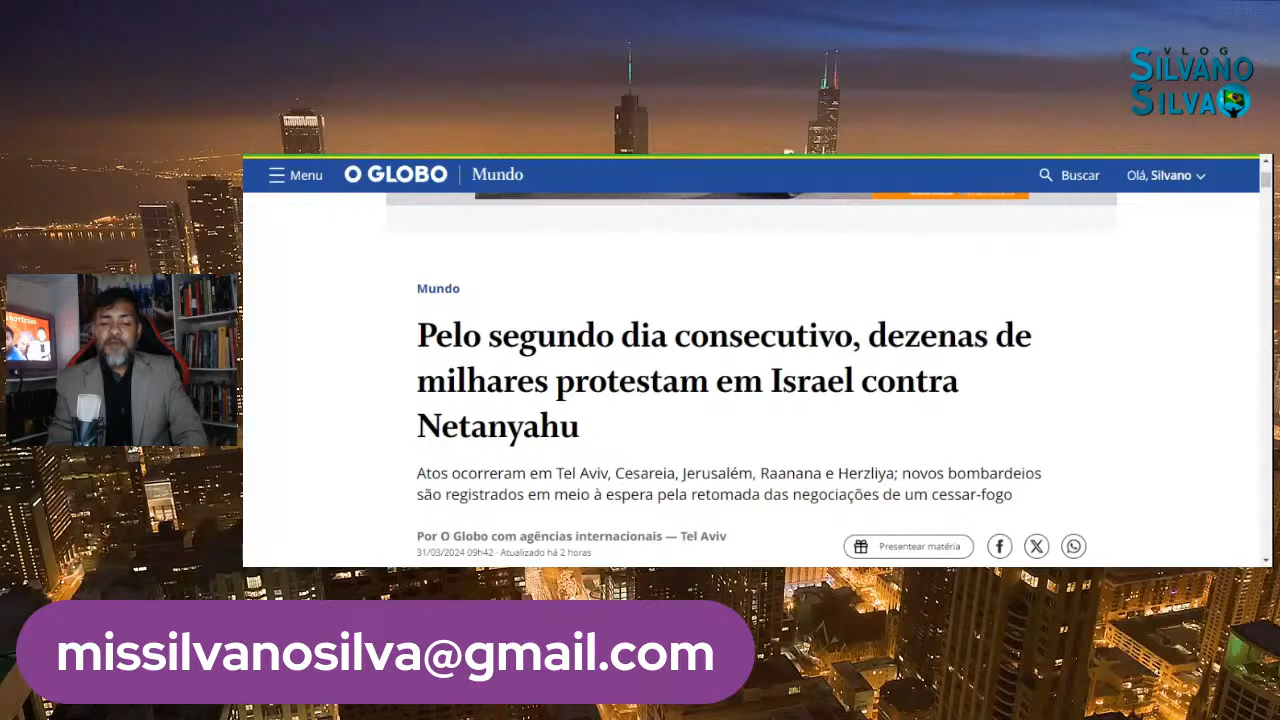 VLOG
SILVANO
SILVA
Menu
O GLOBO
Mundo
Buscar
Olá, Silvano
Mundo
Pelo segundo dia consecutivo, dezenas de
milhares protestam em Israel contra
Netanyahu
Atos ocorreram em Tel Aviv, Cesareia, Jerusalém, Raanana e Herzliya; novos bombardeios
são registrados em meio à espera pela retomada das negociações de um cessar-fogo
Por O Globo com agências internacionais — Tel Aviv
31/03/2024 09h42 · Atualizado há 2 horas
Presentear matéria
missilvanosilva@gmail.com